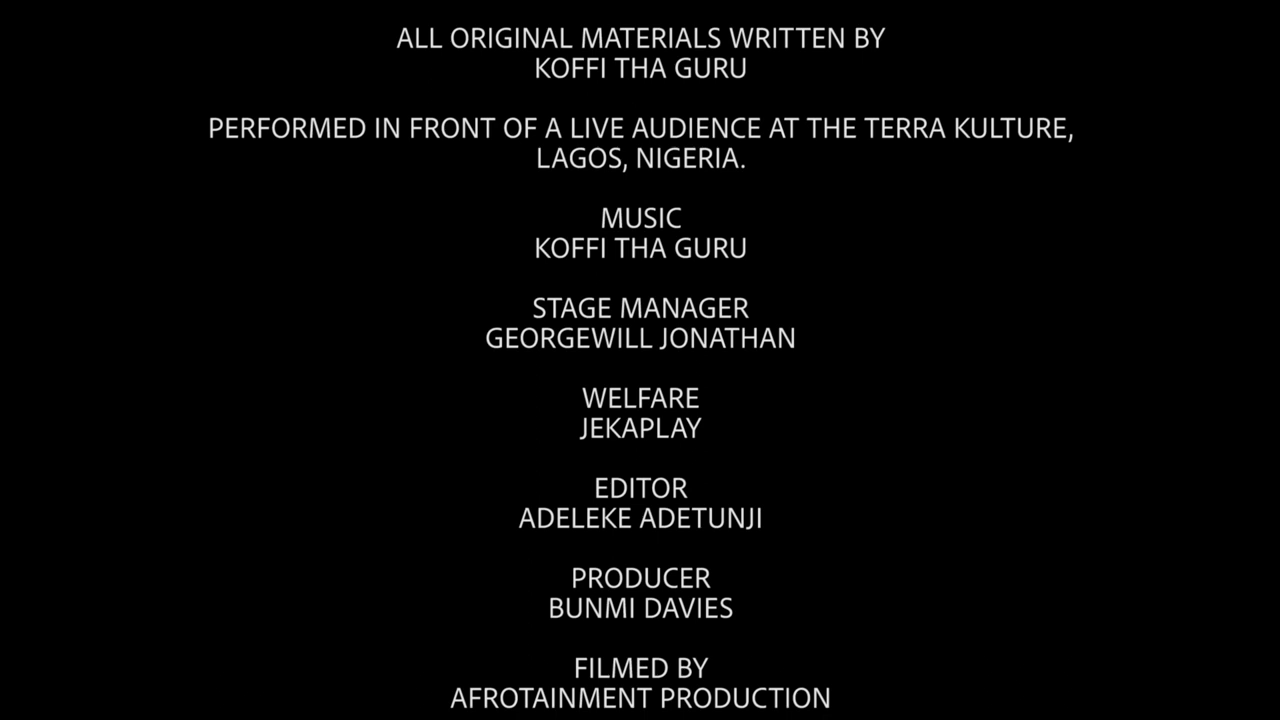 ALL ORIGINAL MATERIALS WRITTEN BY
KOFFI THA GURU
PERFORMED IN FRONT OF A LIVE AUDIENCE AT THE TERRA KULTURE,
LAGOS, NIGERIA.
MUSIC
KOFFI THA GURU
STAGE MANAGER
GEORGEWILL JONATHAN
WELFARE
JEKAPLAY
EDITOR
ADELEKE ADETUNJI
PRODUCER
BUNMI DAVIES
FILMED BY
AFROTAINMENT PRODUCTION